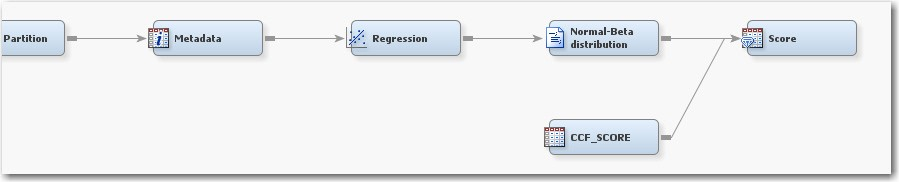 Partition
Metadata
Regression
Normal-Beta
distribution
Score
CCF_SCORE